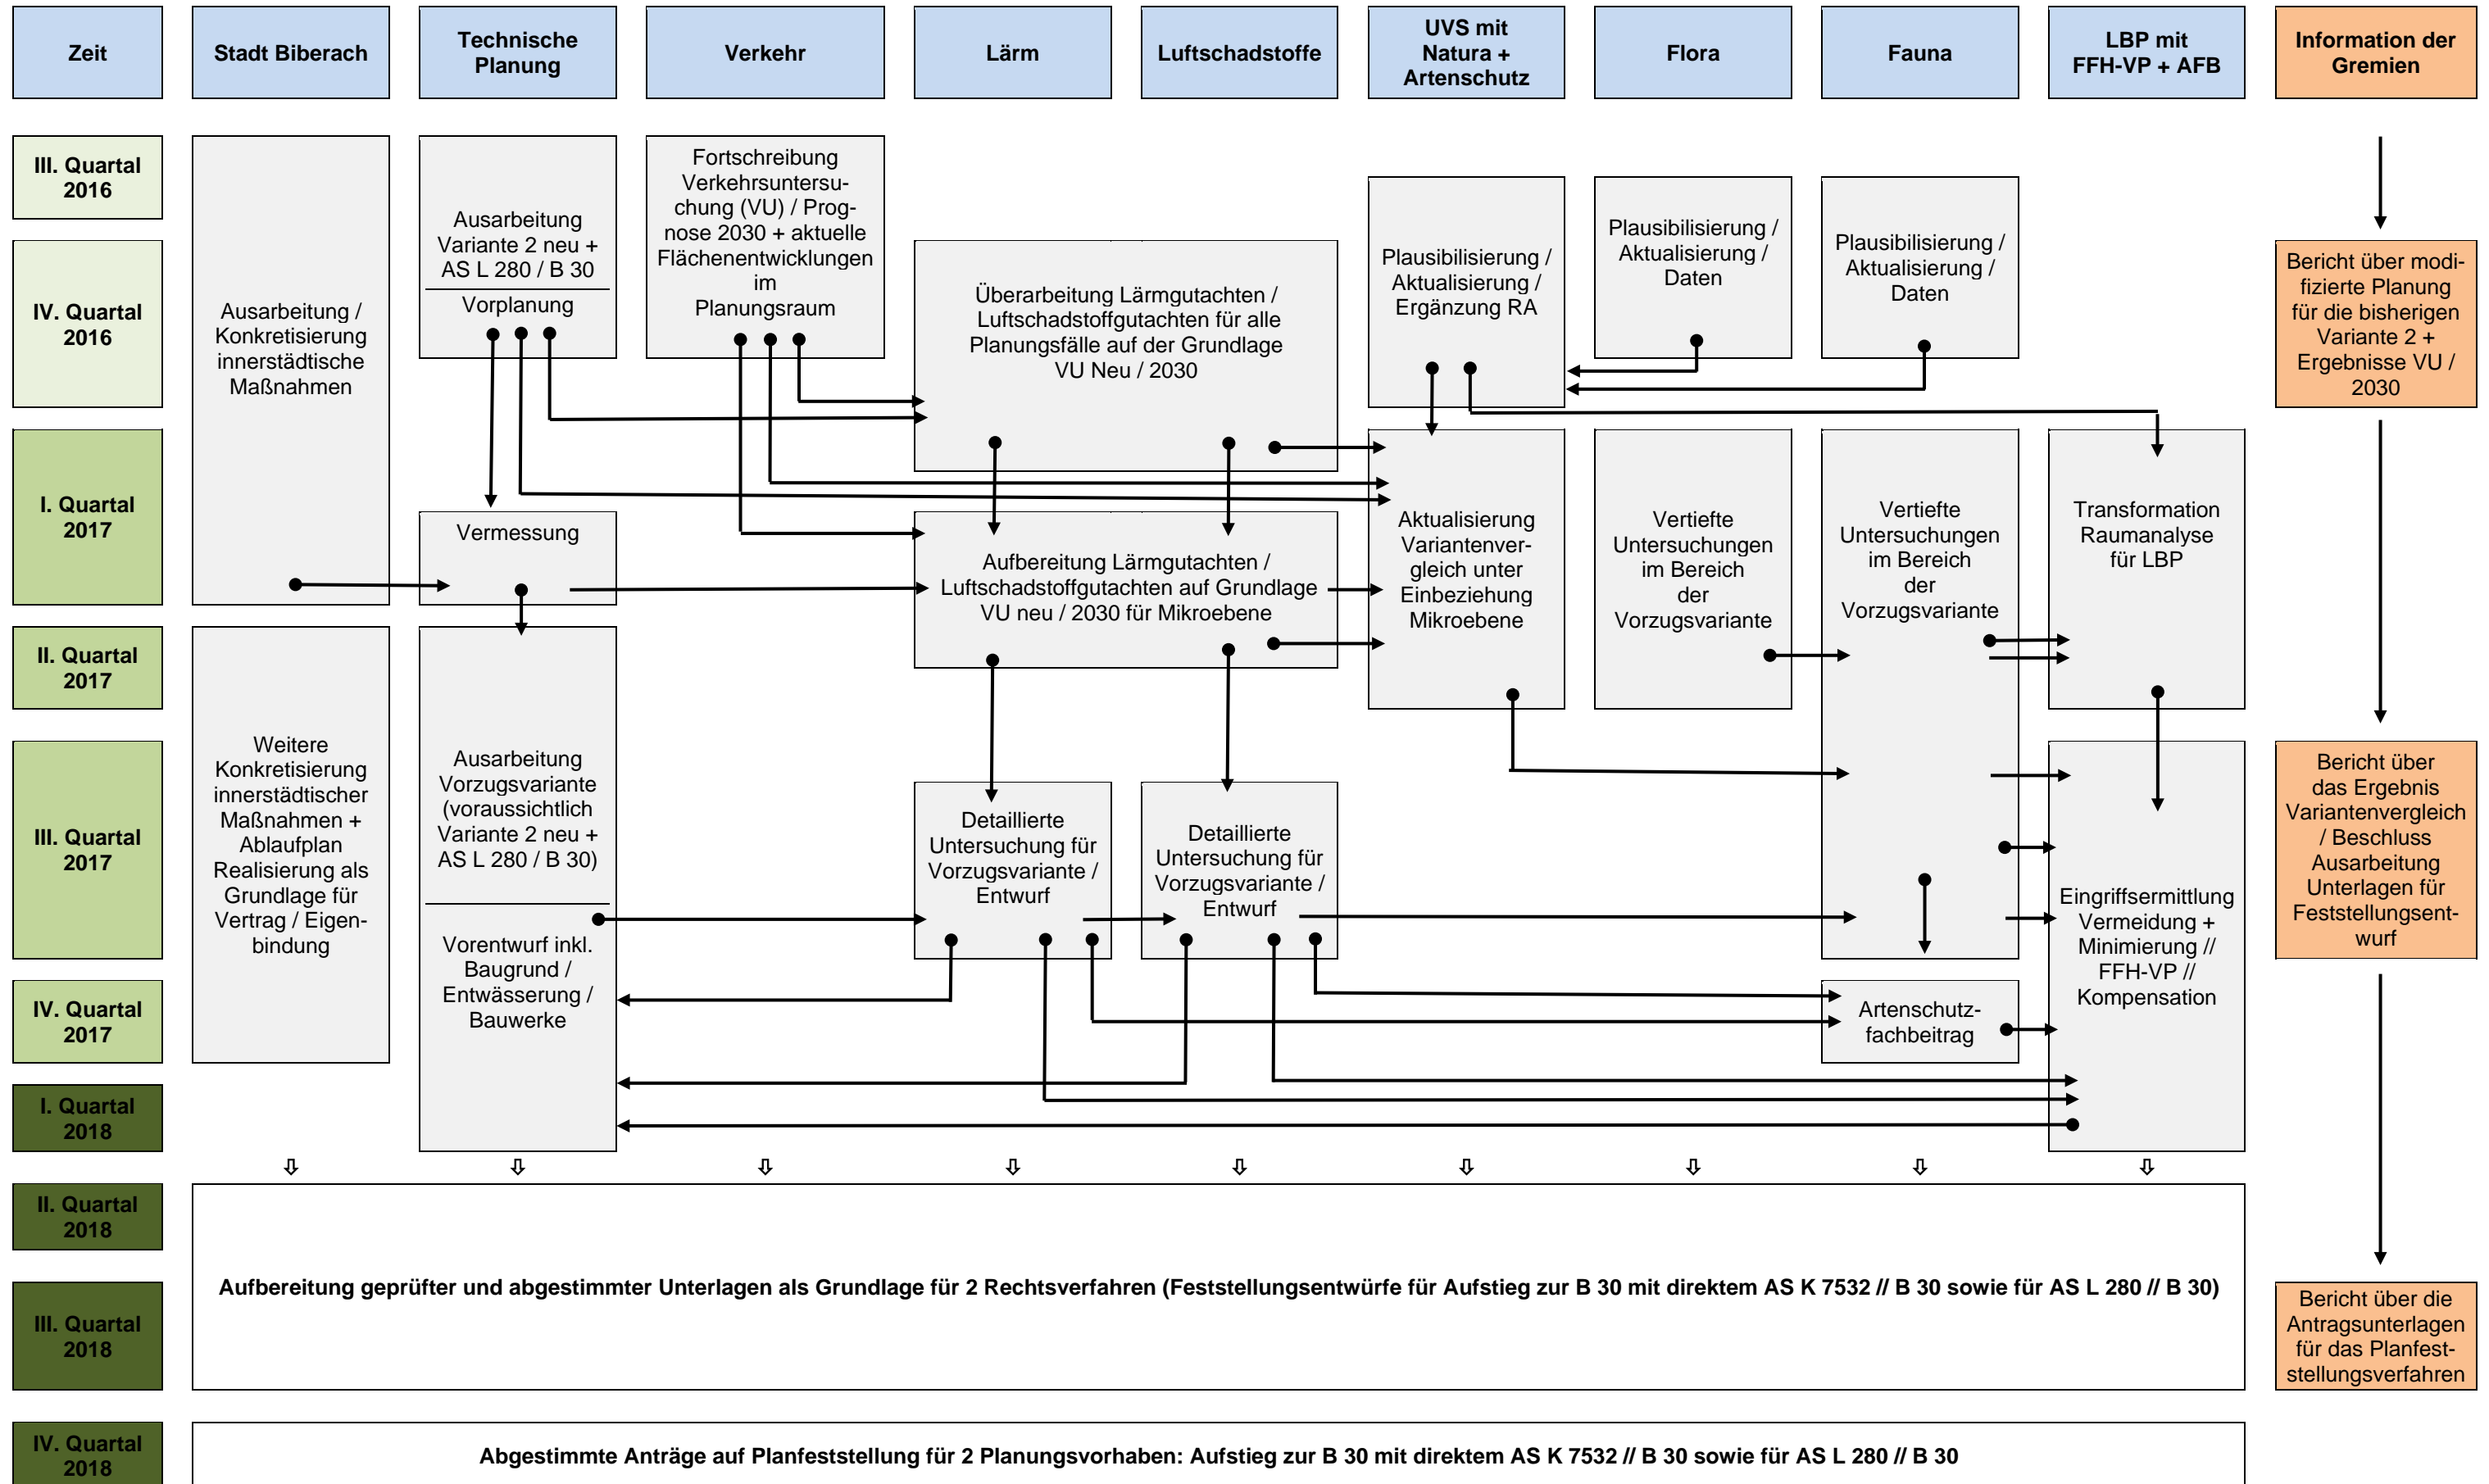 Zeit
Stadt Biberach
Technische
Planung
Verkehr
Lärm
Luftschadstoffe
UVS mit
Natura +
Artenschutz
Flora
Fauna
LBP mit
FFH-VP + AFB
Information der
Gremien
III. Quartal
2016
IV. Quartal
2016
I. Quartal
2017
II. Quartal
2017
III. Quartal
2017
IV. Quartal
2017
I. Quartal
2018
II. Quartal
2018
III. Quartal
2018
IV. Quartal
2018
Ausarbeitung /
Konkretisierung
innerstädtische
Maßnahmen
Weitere
Konkretisierung
innerstädtischer
Maßnahmen +
Ablaufplan
Realisierung als
Grundlage für
Vertrag / Eigen-
bindung
Ausarbeitung
Variante 2 neu +
AS L 280 / B 30
Vorplanung
Vermessung
Ausarbeitung
Vorzugsvariante
(voraussichtlich
Variante 2 neu +
AS L 280 / B 30)
Vorentwurf inkl.
Baugrund /
Entwässerung /
Bauwerke
Fortschreibung
Verkehrsuntersu-
chung (VU) / Prog-
nose 2030 + aktuelle
Flächenentwicklungen
im
Planungsraum
Überarbeitung Lärmgutachten /
Luftschadstoffgutachten für alle
Planungsfälle auf der Grundlage
VU Neu / 2030
Aufbereitung Lärmgutachten /
Luftschadstoffgutachten auf Grundlage
VU neu / 2030 für Mikroebene
Detaillierte
Untersuchung für
Vorzugsvariante /
Entwurf
Detaillierte
Untersuchung für
Vorzugsvariante /
Entwurf
Plausibilisierung /
Aktualisierung /
Ergänzung RA
Aktualisierung
Variantenver-
gleich unter
Einbeziehung
Mikroebene
Plausibilisierung /
Aktualisierung /
Daten
Vertiefte
Untersuchungen
im Bereich
der
Vorzugsvariante
Plausibilisierung /
Aktualisierung /
Daten
Vertiefte
Untersuchungen
im Bereich
der
Vorzugsvariante
Artenschutz-
fachbeitrag
Transformation
Raumanalyse
für LBP
Eingriffsermittlung
Vermeidung +
Minimierung //
FFH-VP //
Kompensation
Bericht über modi-
fizierte Planung
für die bisherigen
Variante 2 +
Ergebnisse VU /
2030
Bericht über
das Ergebnis
Variantenvergleich
/ Beschluss
Ausarbeitung
Unterlagen für
Feststellungsent-
wurf
Bericht über die
Antragsunterlagen
für das Planfest-
stellungsverfahren
Aufbereitung geprüfter und abgestimmter Unterlagen als Grundlage für 2 Rechtsverfahren (Feststellungsentwürfe für Aufstieg zur B 30 mit direktem AS K 7532 // B 30 sowie für AS L 280 // B 30)
Abgestimmte Anträge auf Planfeststellung für 2 Planungsvorhaben: Aufstieg zur B 30 mit direktem AS K 7532 // B 30 sowie für AS L 280 // B 30